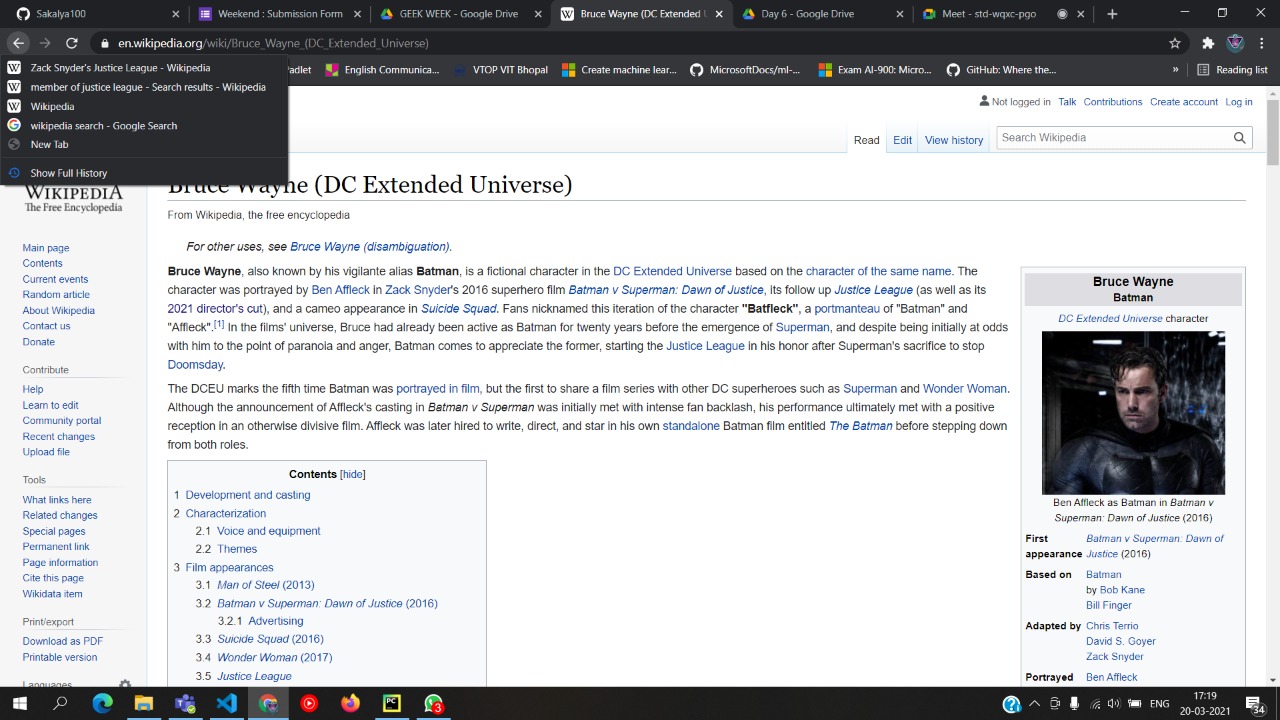 Sakalya100
Weekend : Submission Form
GEEK WEEK - Google Drive
Bruce Wayne (DC Extended U
Day 6 - Google Drive
Meet - std-wqxc-pgo
en.wikipedia.org/wiki/Bruce_Wayne_(DC_Extended_Universe)
Padlet
English Communica...
VTOP VIT Bhopal
Create machine lear...
MicrosoftDocs/ml-...
Exam AI-900: Micro...
GitHub: Where the...
»
Reading list
Zack Snyder's Justice League - Wikipedia
member of justice league - Search results - Wikipedia
Wikipedia
wikipedia search - Google Search
New Tab
Show Full History
Not logged in Talk Contributions Create account Log in
Read Edit View history
Search Wikipedia
WIKIPEDIA
The Free Encyclopedia
Main page
Contents
Current events
Random article
About Wikipedia
Contact us
Donate
Contribute
Help
Learn to edit
Community portal
Recent changes
Upload file
Tools
What links here
Related changes
Special pages
Permanent link
Page information
Cite this page
Wikidata item
Print/export
Download as PDF
Printable version
Languages
Bruce Wayne (DC Extended Universe)
From Wikipedia, the free encyclopedia
For other uses, see Bruce Wayne (disambiguation).
Bruce Wayne, also known by his vigilante alias Batman, is a fictional character in the DC Extended Universe based on the character of the same name. The
character was portrayed by Ben Affleck in Zack Snyder's 2016 superhero film Batman v Superman: Dawn of Justice, its follow up Justice League (as well as its
2021 director's cut), and a cameo appearance in Suicide Squad. Fans nicknamed this iteration of the character "Batfleck", a portmanteau of "Batman" and
"Affleck".[1] In the films' universe, Bruce had already been active as Batman for twenty years before the emergence of Superman, and despite being initially at odds
with him to the point of paranoia and anger, Batman comes to appreciate the former, starting the Justice League in his honor after Superman's sacrifice to stop
Doomsday.
The DCEU marks the fifth time Batman was portrayed in film, but the first to share a film series with other DC superheroes such as Superman and Wonder Woman.
Although the announcement of Affleck's casting in Batman v Superman was initially met with intense fan backlash, his performance ultimately met with a positive
reception in an otherwise divisive film. Affleck was later hired to write, direct, and star in his own standalone Batman film entitled The Batman before stepping down
from both roles.
Contents [hide]
1 Development and casting
2 Characterization
2.1 Voice and equipment
2.2 Themes
3 Film appearances
3.1 Man of Steel (2013)
3.2 Batman v Superman: Dawn of Justice (2016)
3.2.1 Advertising
3.3 Suicide Squad (2016)
3.4 Wonder Woman (2017)
3.5 Justice League
Bruce Wayne
Batman
DC Extended Universe character
Ben Affleck as Batman in Batman v
Superman: Dawn of Justice (2016)
First Batman v Superman: Dawn of
appearance Justice (2016)
Based on Batman
by Bob Kane
Bill Finger
Adapted by Chris Terrio
David S. Goyer
Zack Snyder
Portrayed Ben Affleck
PC
3
ENG
17:19
20-03-2021
34